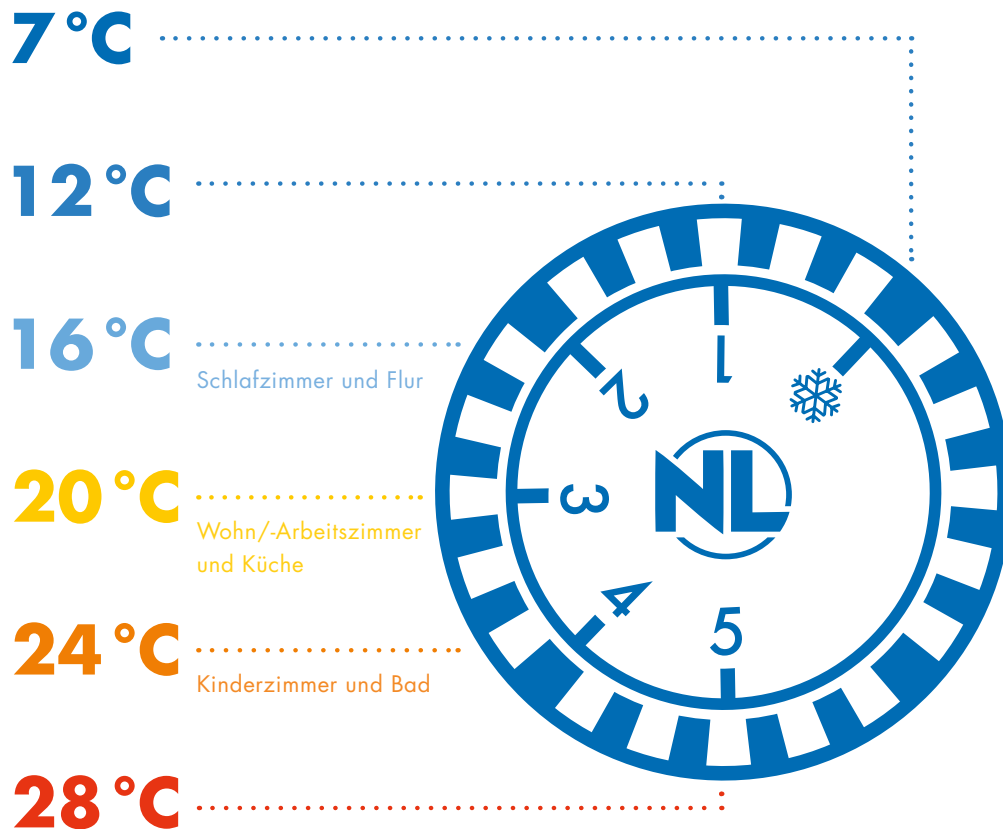 7 °C
12 °C
16 °C
Schlafzimmer und Flur
20 °C
Wohn/-Arbeitszimmer
und Küche
24 °C
Kinderzimmer und Bad
28 °C
1
2
3
4
5
NL